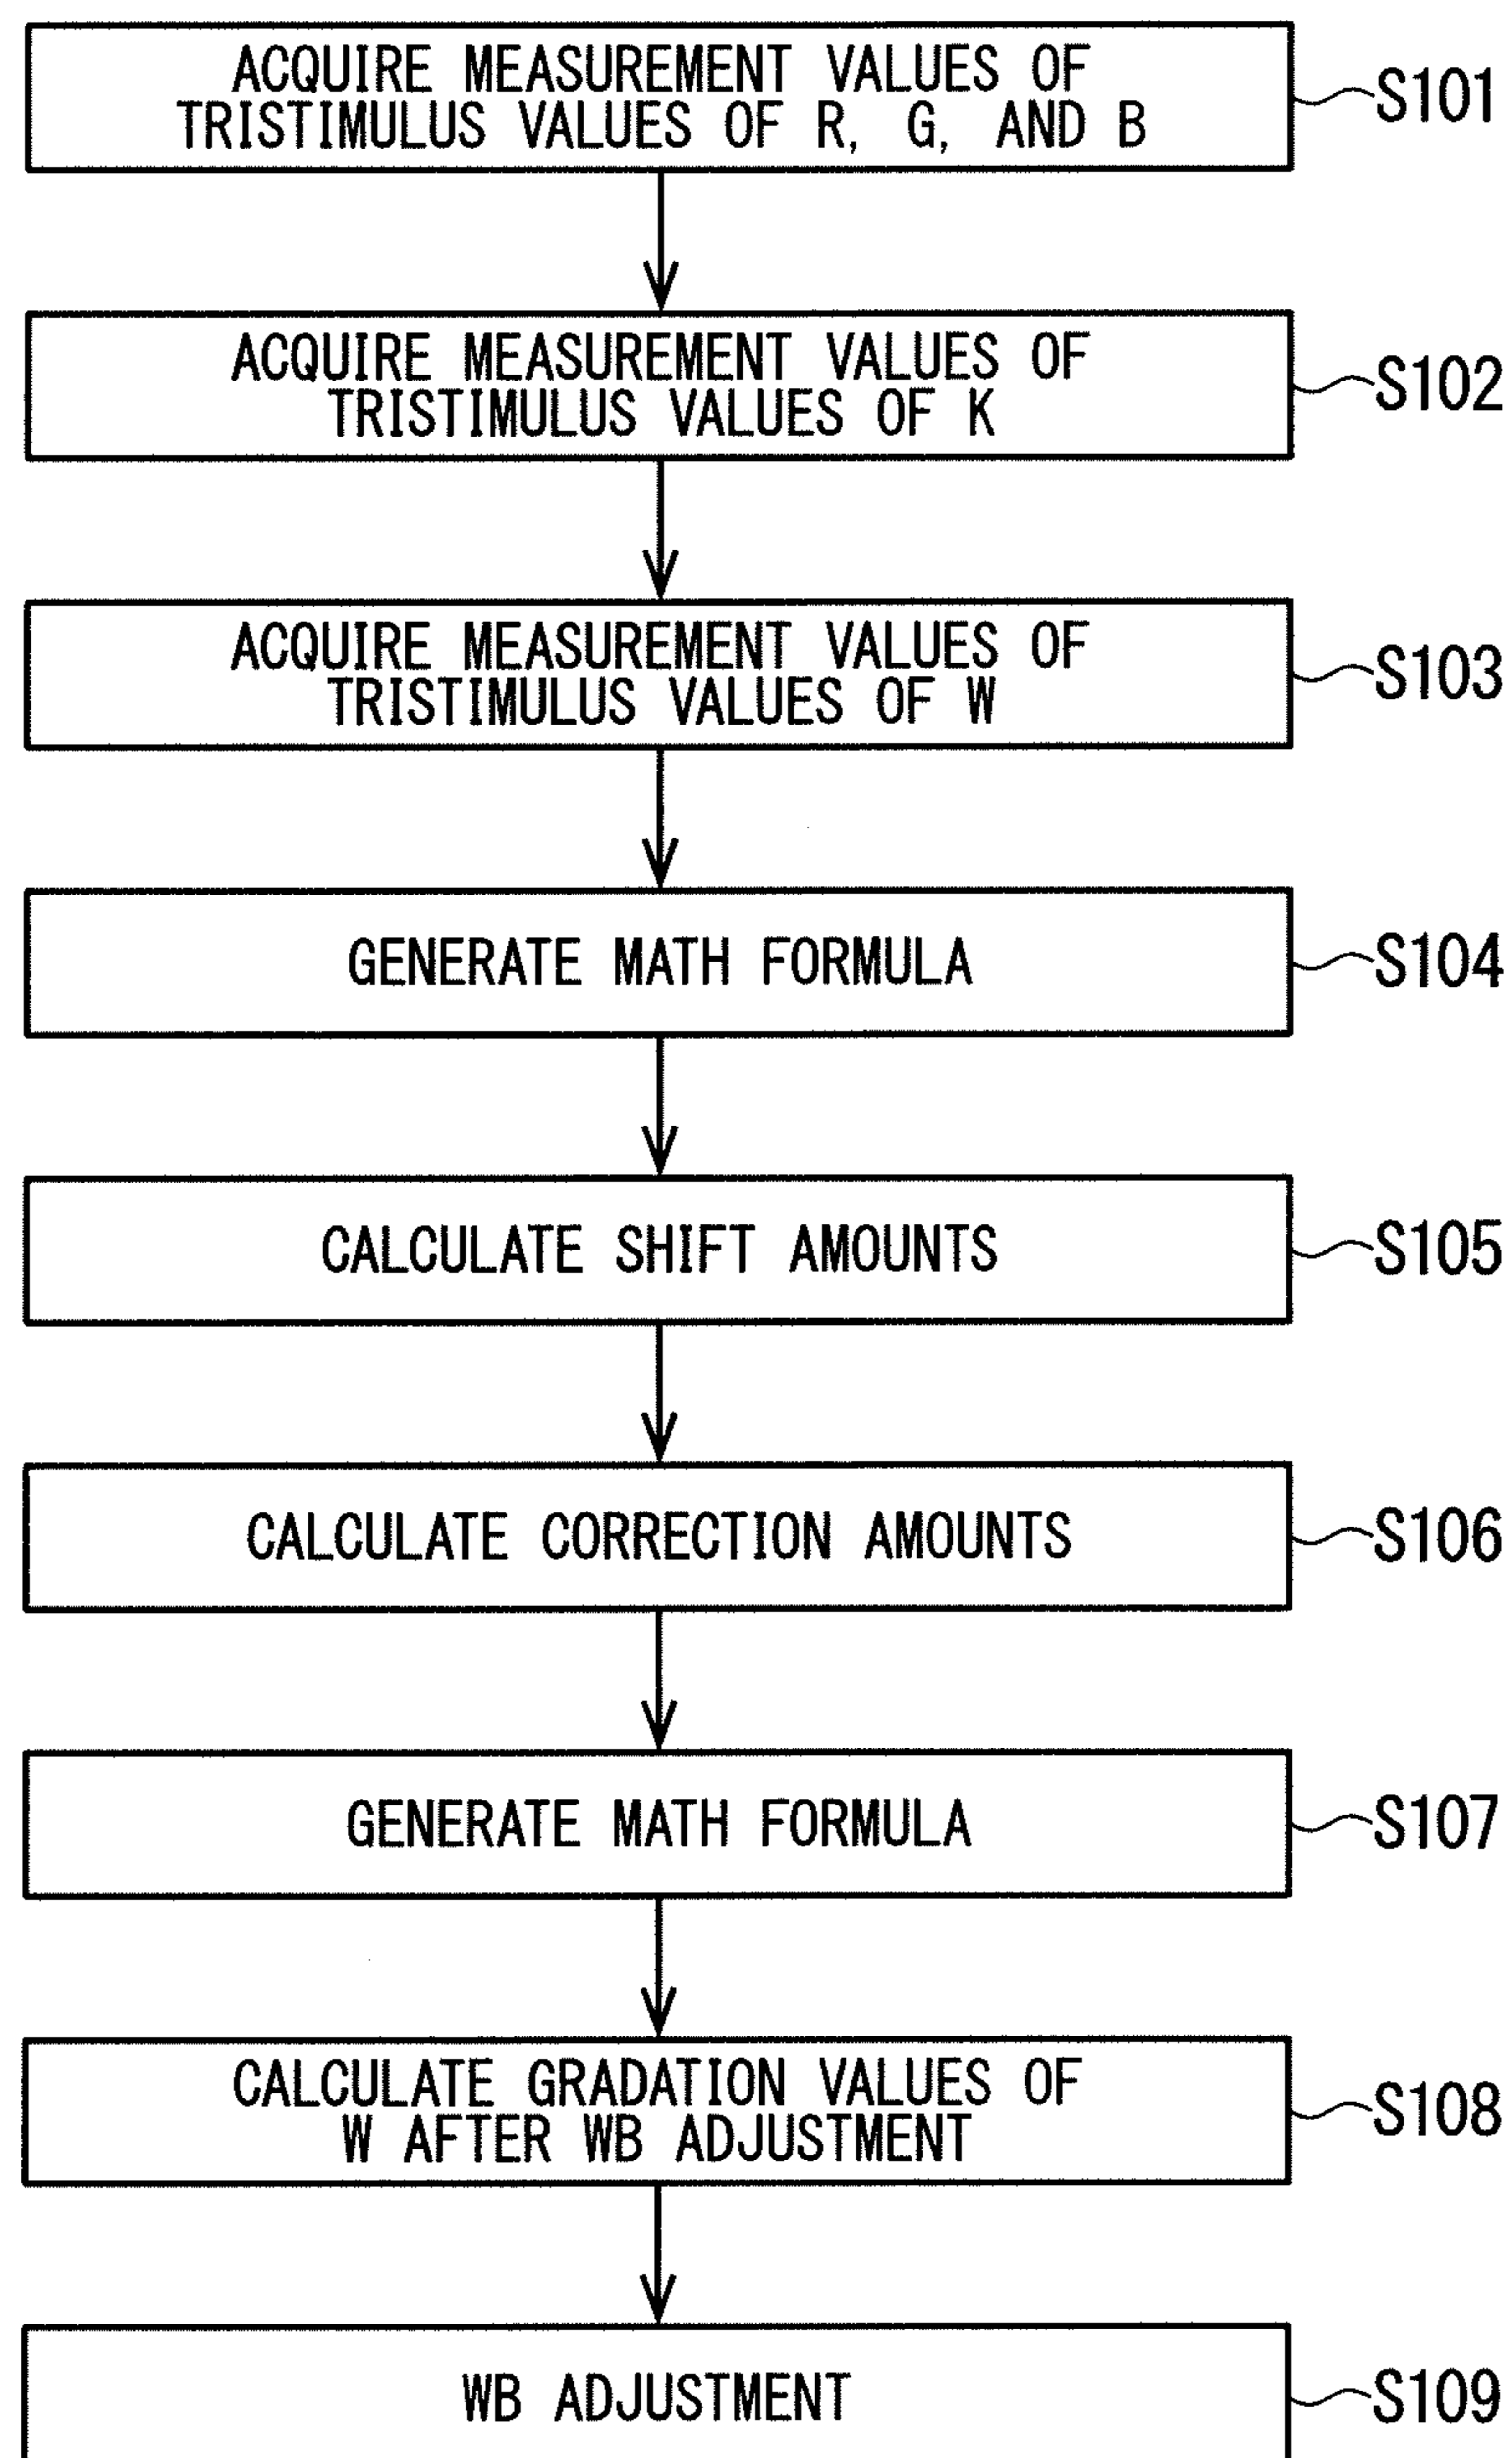 ACQUIRE MEASUREMENT VALUES OF
TRISTIMULUS VALUES OF R, G, AND B
S101
ACQUIRE MEASUREMENT VALUES OF
TRISTIMULUS VALUES OF K
S102
ACQUIRE MEASUREMENT VALUES OF
TRISTIMULUS VALUES OF W
S103
GENERATE MATH FORMULA
S104
CALCULATE SHIFT AMOUNTS
S105
CALCULATE CORRECTION AMOUNTS
S106
GENERATE MATH FORMULA
S107
CALCULATE GRADATION VALUES OF
W AFTER WB ADJUSTMENT
S108
WB ADJUSTMENT
S109